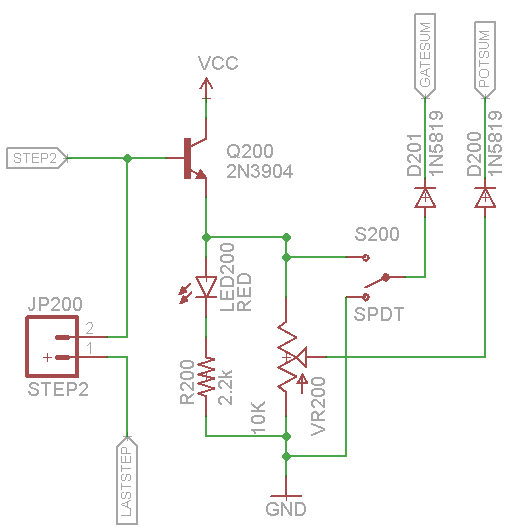 VCC
GATESUM
POTSUM
D201
1N5819
D200
1N5819
STEP2
Q200
2N3904
S200
SPDT
LED200
RED
JP200
2
1
STEP2
R200
2.2k
10K
VR200
LASTSTEP
GND